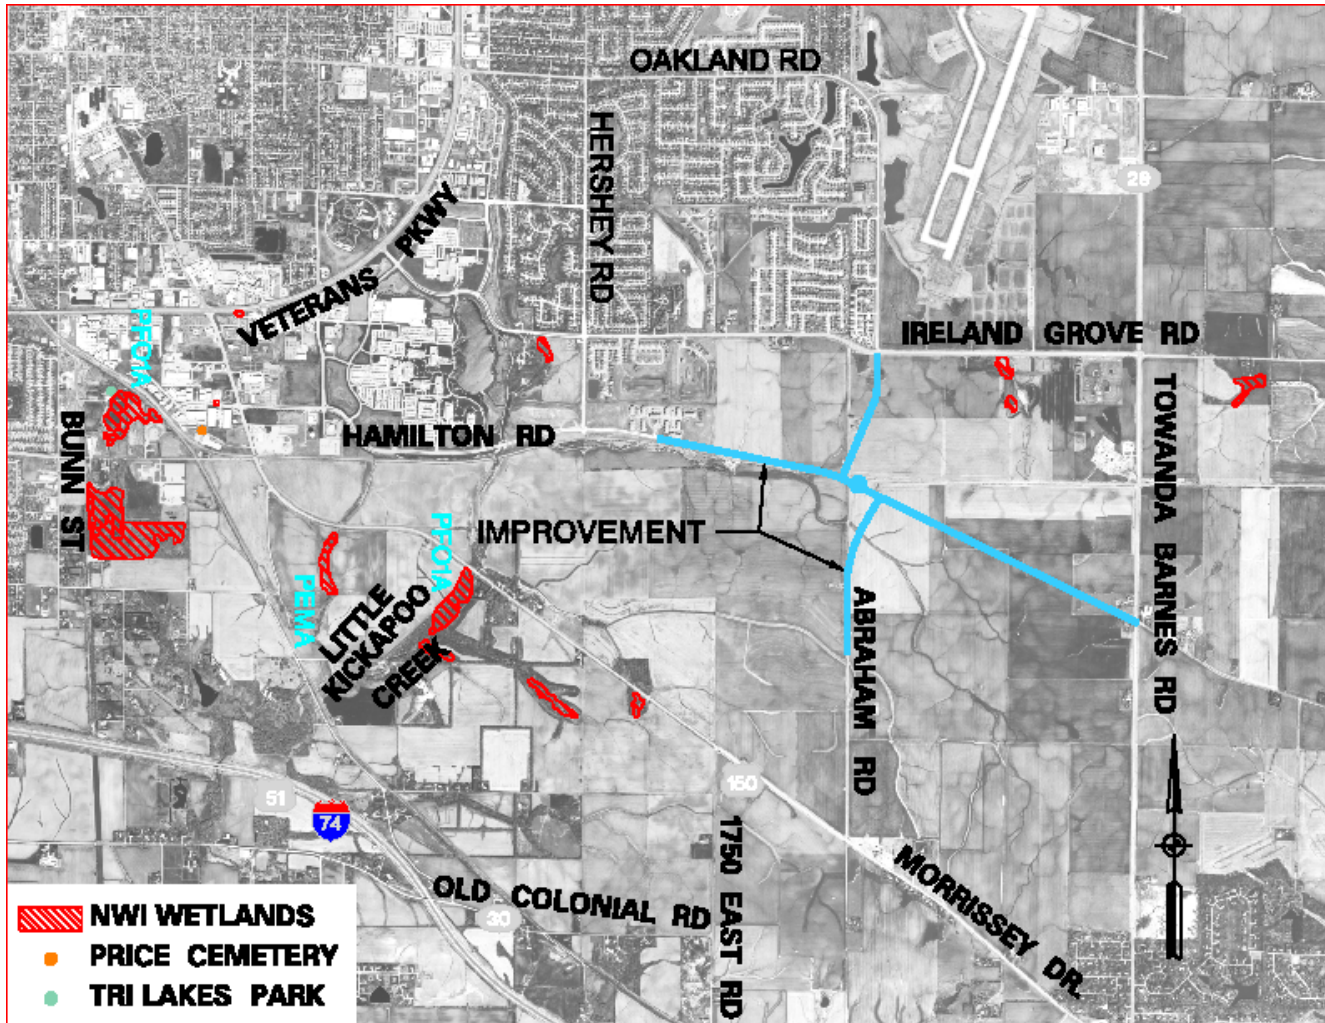 OAKLAND RD
HERSHEY RD
28
VETERANS PKWY
IRELAND GROVE RD
PFO1A
TOWANDA BARNES RD
BUNN ST
HAMILTON RD
IMPROVEMENT
PFO1A
PEMA
LITTLE
KICKAPOO
CREEK
ABRAHAM RD
150
51
74
1750 EAST RD
MORRISSEY DR.
OLD COLONIAL RD
30
NWI WETLANDS
PRICE CEMETERY
TRI LAKES PARK